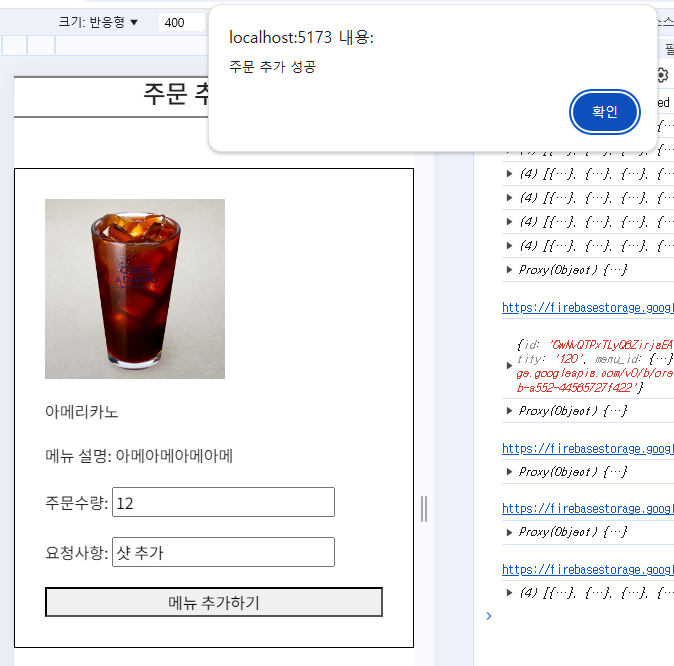 크기: 반응형 ▼ 400
localhost:5173 내용:
주문 추가 성공
확인
주문 추
아메리카노
메뉴 설명: 아메아메아메아메
주문수량: 12
요청사항: 샷 추가
메뉴 추가하기
ed
(4) [{…}, {…}, {…}, {…
(4) [{…}, {…}, {…}, {…
(4) [{…}, {…}, {…}, {…
(4) [{…}, {…}, {…}, {…
Proxy(Object) {…}
https://firebasestorage.googl
tity: '120', menu_id: {…}
ge.googleapis.com/v0/b/ore
b-a552-44565727f422'}
Proxy(Object) {…}
https://firebasestorage.googl
Proxy(Object) {…}
https://firebasestorage.googl
Proxy(Object) {…}
https://firebasestorage.googl
(4) [{…}, {…}, {…}, {…